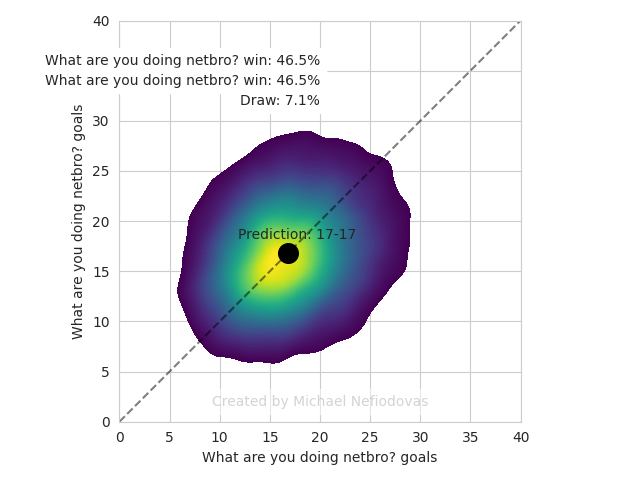 What are you doing netbro? win: 46.5%
What are you doing netbro? win: 46.5%
Draw: 7.1%
Prediction: 17-17
Created by Michael Nefiodovas
What are you doing netbro? goals
40
30
25
20
15
10
5
0
0 5 10 15 20 25 30 35 40
What are you doing netbro? goals